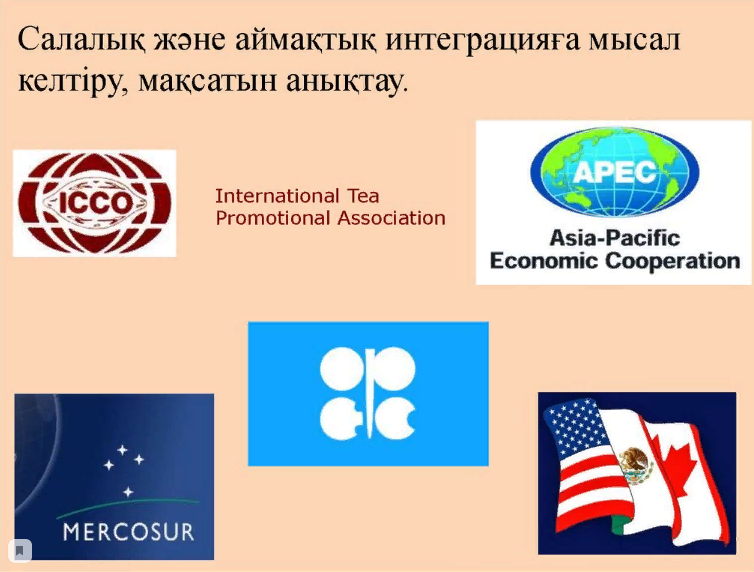 Салалық және аймақтық интеграцияға мысал
келтіру, мақсатын анықтау.
ICCO
International Tea
Promotional Association
APEC
Asia-Pacific
Economic Cooperation
MERCOSUR